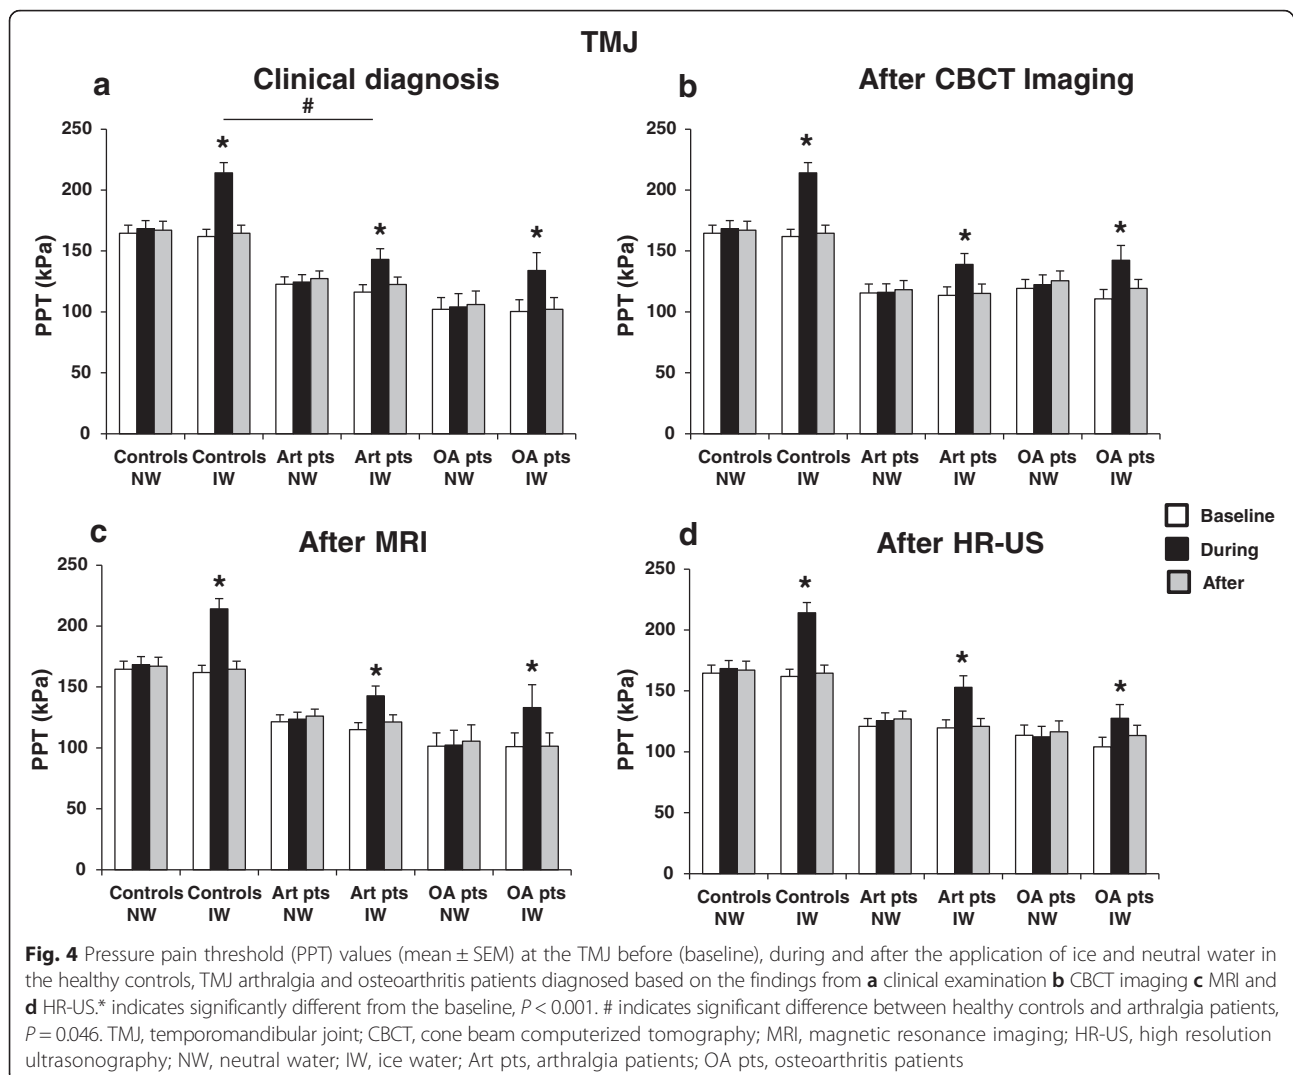 TMJ
a
Clinical diagnosis
#
250
200
150
100
50
0
PPT (kPa)
*
*
*
Controls NW
Controls IW
Art pts NW
Art pts IW
OA pts NW
OA pts IW
b
After CBCT Imaging
250
200
150
100
50
0
PPT (kPa)
*
*
*
Controls NW
Controls IW
Art pts NW
Art pts IW
OA pts NW
OA pts IW
c
After MRI
250
200
150
100
50
0
PPT (kPa)
*
*
*
Controls NW
Controls IW
Art pts NW
Art pts IW
OA pts NW
OA pts IW
d
After HR-US
250
200
150
100
50
0
PPT (kPa)
*
*
*
Controls NW
Controls IW
Art pts NW
Art pts IW
OA pts NW
OA pts IW
Baseline
During
After
Fig. 4 Pressure pain threshold (PPT) values (mean ± SEM) at the TMJ before (baseline), during and after the application of ice and neutral water in
the healthy controls, TMJ arthralgia and osteoarthritis patients diagnosed based on the findings from a clinical examination b CBCT imaging c MRI and
d HR-US.* indicates significantly different from the baseline, P < 0.001. # indicates significant difference between healthy controls and arthralgia patients,
P = 0.046. TMJ, temporomandibular joint; CBCT, cone beam computerized tomography; MRI, magnetic resonance imaging; HR-US, high resolution
ultrasonography; NW, neutral water; IW, ice water; Art pts, arthralgia patients; OA pts, osteoarthritis patients